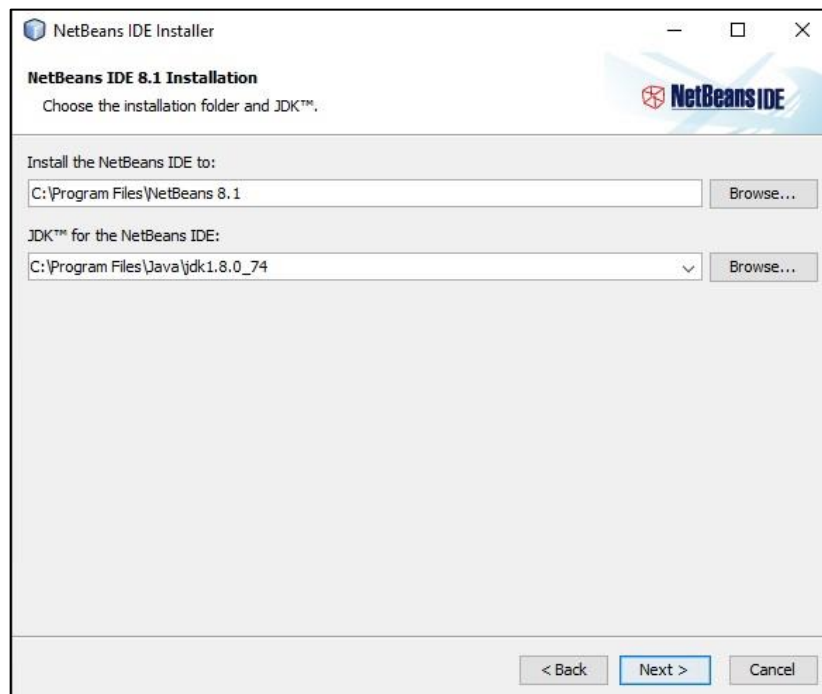 NetBeans IDE Installer
NetBeans IDE 8.1 Installation
Choose the installation folder and JDK™.
NetBeans IDE
Install the NetBeans IDE to:
C:\Program Files\NetBeans 8.1
Browse...
JDK™ for the NetBeans IDE:
C:\Program Files\Java\jdk1.8.0_74
Browse...
< Back
Next >
Cancel